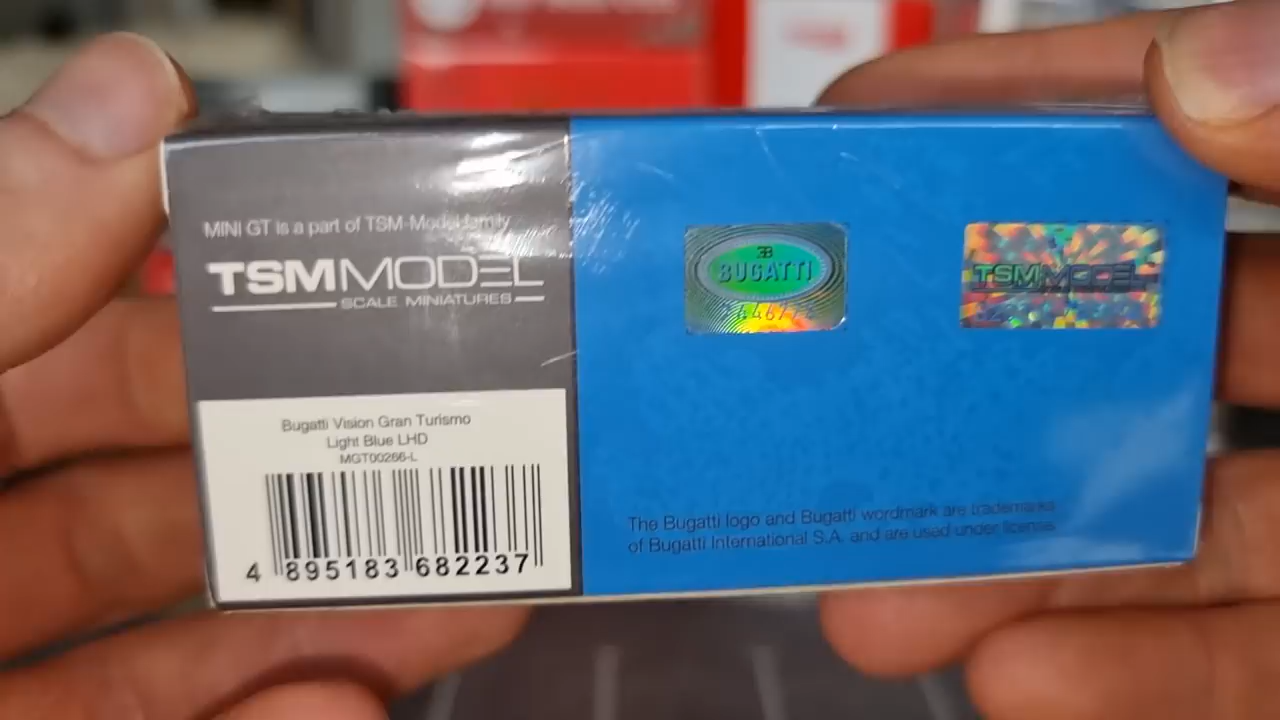 MINI GT is a part of TSM-Model family
TSMMODEL
SCALE MINIATURES
Bugatti Vision Gran Turismo
Light Blue LHD
MGT00266-L
4 895183 682237
EB
BUGATTI
TSMMODEL
The Bugatti logo and Bugatti wordmark are trademarks
of Bugatti International S.A. and are used under license.